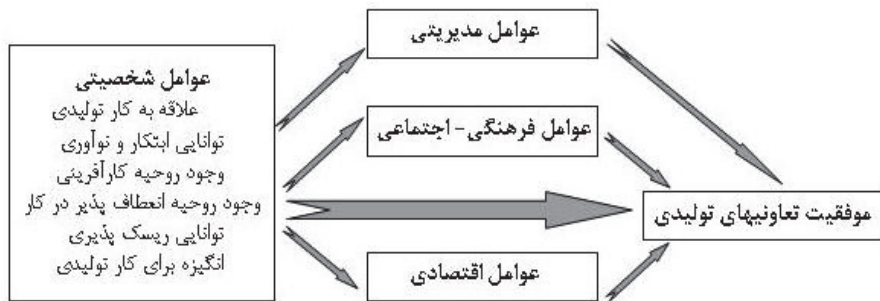 عوامل شخصیتی
علاقه به کار تولیدی
توانایی ابتکار و نوآوری
وجود روحیه کارآفرینی
وجود روحیه انعطاف پذیر در کار
توانایی ریسک پذیری
انگیزه برای کار تولیدی
عوامل مدیریتی
عوامل فرهنگی - اجتماعی
عوامل اقتصادی
موفقیت تعاونیهای تولیدی